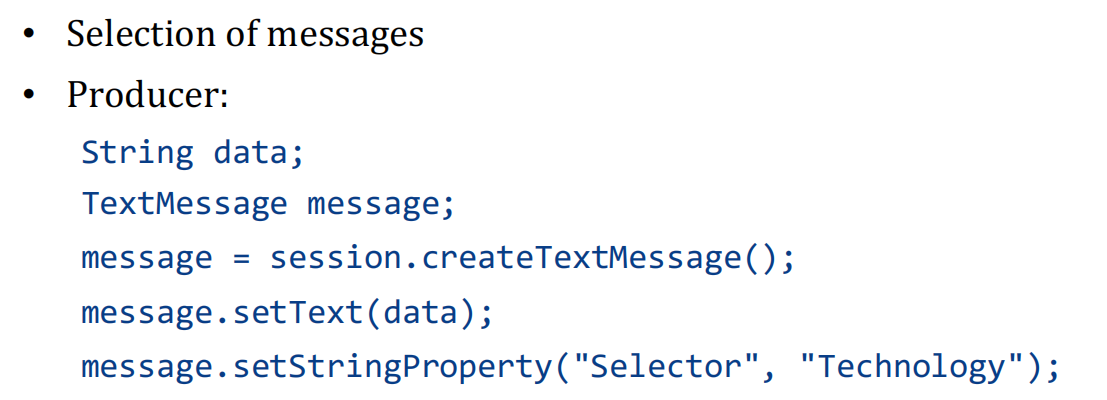 • Selection of messages
• Producer:
String data;
TextMessage message;
message = session.createTextMessage();
message.setText(data);
message.setStringProperty("Selector", "Technology");